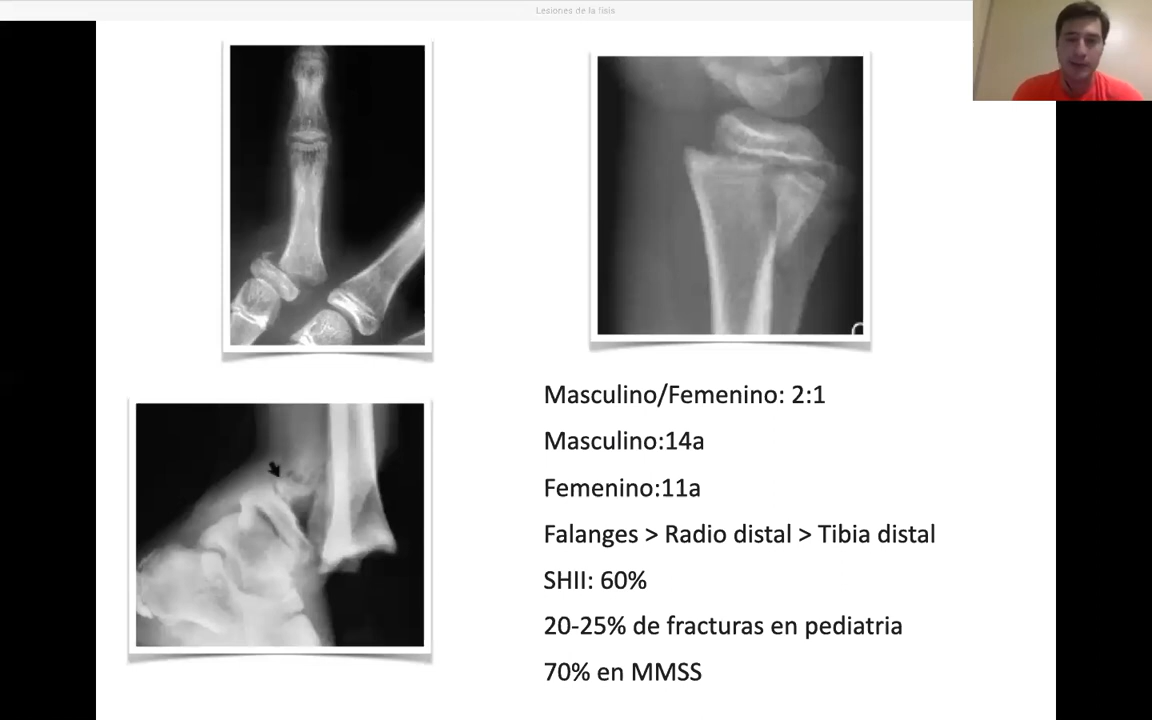 Lesiones de la fisis
Masculino/Femenino: 2:1
Masculino:14a
Femenino:11a
Falanges > Radio distal > Tibia distal
SHII: 60%
20-25% de fracturas en pediatria
70% en MMSS